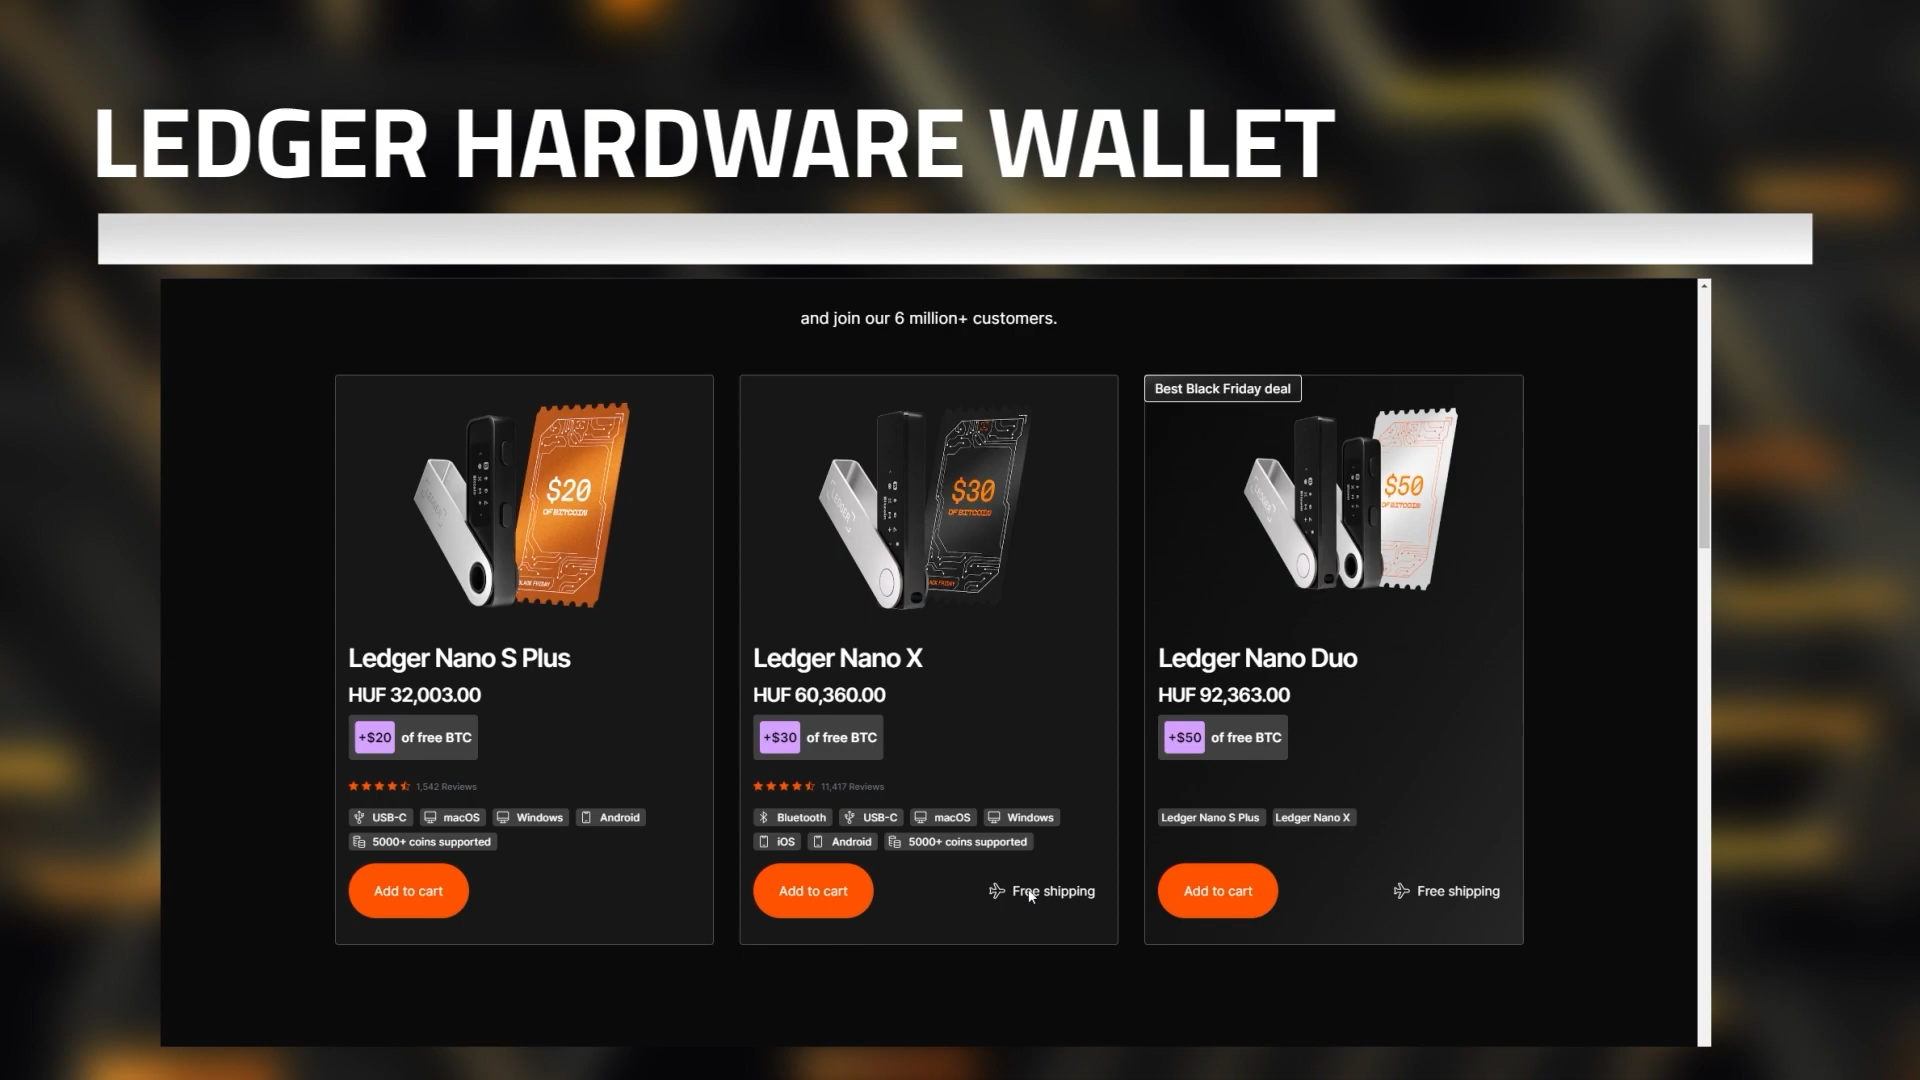 LEDGER HARDWARE WALLET
and join our 6 million+ customers.
$20
OF BITCOIN
BLACK FRIDAY
Ledger Nano S Plus
HUF 32,003.00
+$20 of free BTC
1,542 Reviews
USB-C macOS Windows Android
5000+ coins supported
Add to cart
LEDGER
$30
OF BITCOIN
Ledger Nano X
HUF 60,360.00
+$30 of free BTC
11,417 Reviews
Bluetooth USB-C macOS Windows
iOS Android 5000+ coins supported
Add to cart
Free shipping
Best Black Friday deal
$50
OF BITCOIN
Ledger Nano Duo
HUF 92,363.00
+$50 of free BTC
Ledger Nano S Plus Ledger Nano X
Add to cart
Free shipping